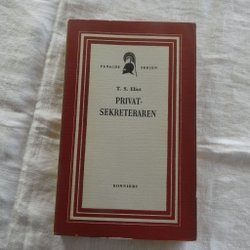 PANACHE SERIEN
T. S. Eliot
PRIVAT-
SEKRETERAREN
BONNIERS